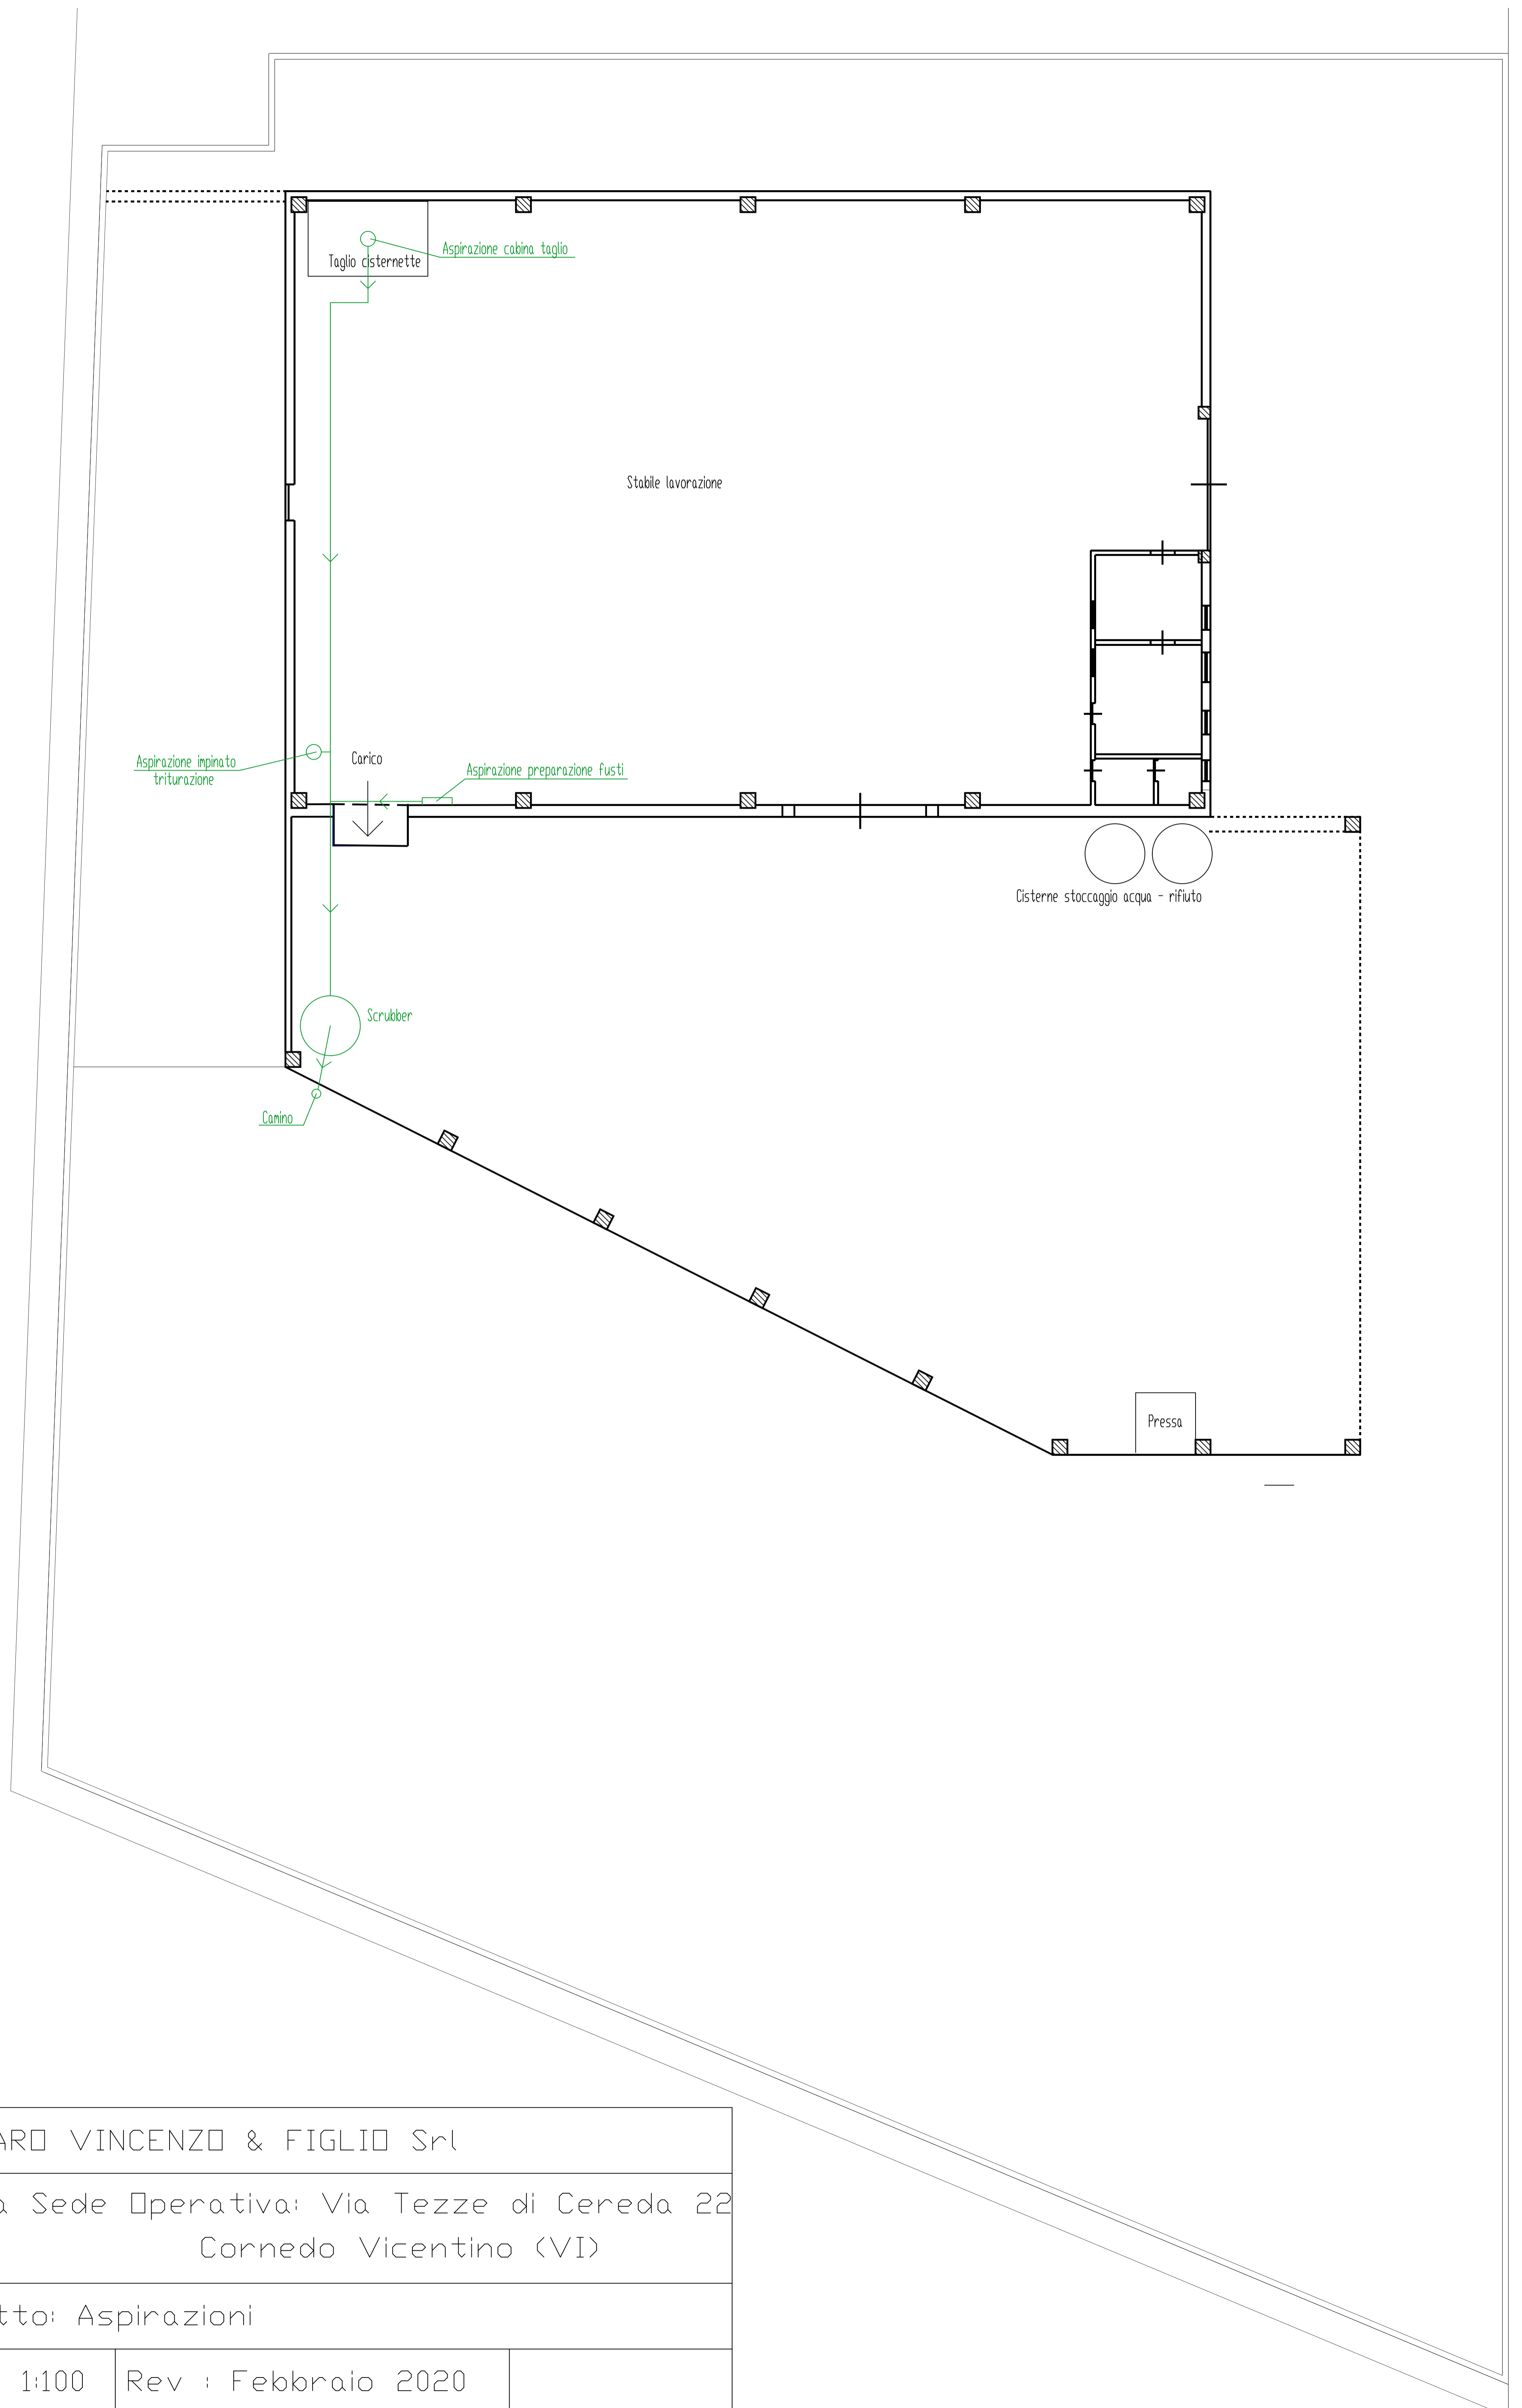 Aspirazione cabina taglio
Taglio cisternette
Stabile lavorazione
Aspirazione impinato
triturazione
Carico
Aspirazione preparazione fusti
Cisterne stoccaggio acqua - rifiuto
Scrubber
Camino
Pressa
ARO VINCENZO & FIGLIO Srl
a Sede Operativa: Via Tezze di Cereda 22
Cornedo Vicentino (VI)
tto: Aspirazioni
1:100 Rev : Febbraio 2020